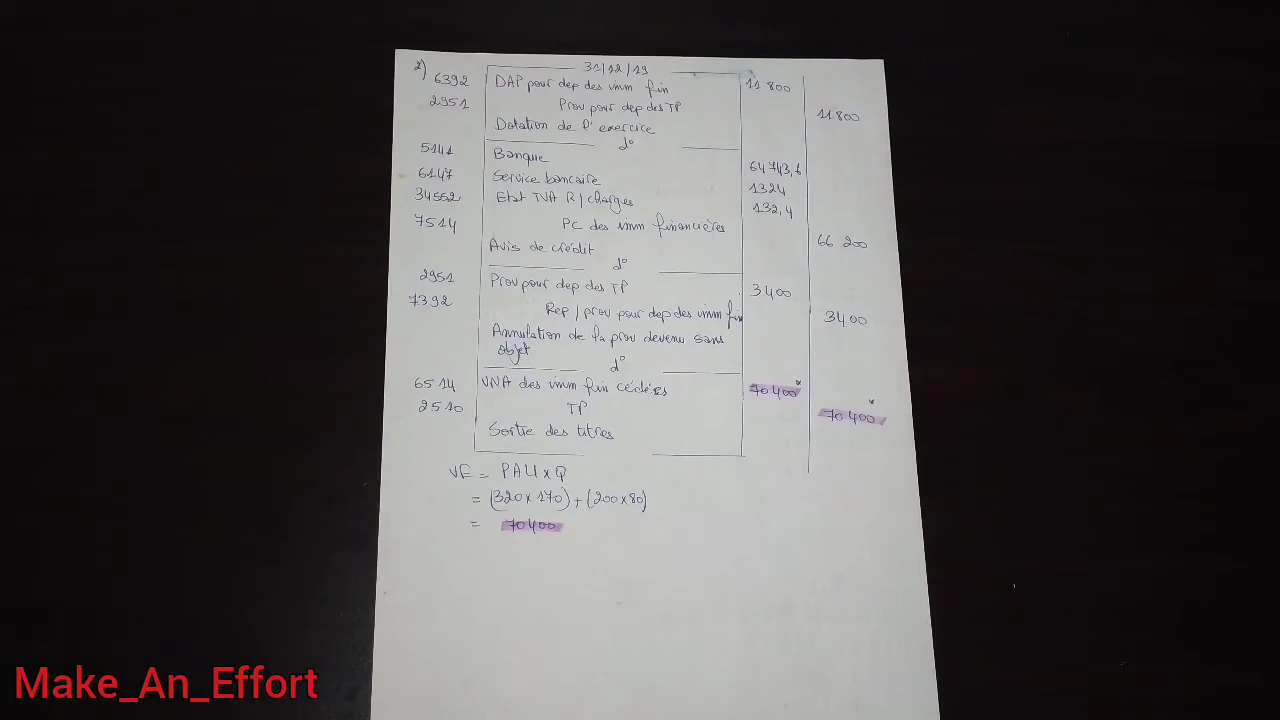 2) 31/12/19
6392 DAP pour dep des imm fin 11 800
2951 Prov pour dep des TP 11 800
Dotation de l'exercice
d°
5141 Banque 64 743,6
6147 Service bancaire 1324
34552 Etat TVA R/charges 132,4
7514 PC des imm financières 66 200
Avis de crédit
d°
2951 Prov pour dep des TP 3400
7392 Rep/prov pour dep des imm fin 3400
Annulation de la prov devenu sans
objet
d°
6514 VNA des imm fin cédées 70 400*
2510 TP 70 400*
Sortie des titres
VE = PAU x Q
= (320 x 170) + (200 x 80)
= 70400
Make_An_Effort